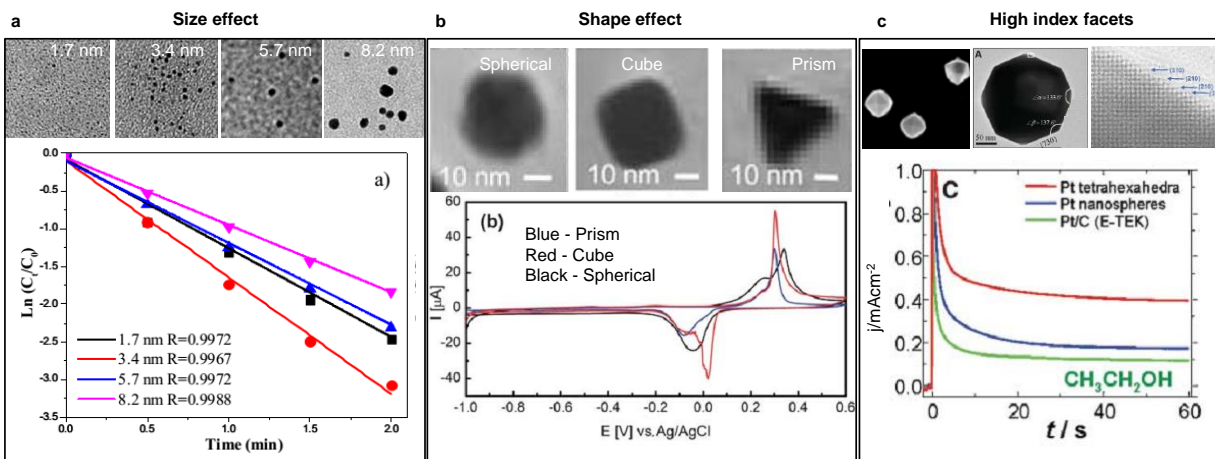 a Size effect
1.7 nm 3.4 nm 5.7 nm 8.2 nm
a)
0.0
-0.5
-1.0
-1.5
-2.0
-2.5
-3.0
-3.5
Ln (Ct/C0)
1.7 nm R=0.9972
3.4 nm R=0.9967
5.7 nm R=0.9972
8.2 nm R=0.9988
0.0 0.5 1.0 1.5 2.0
Time (min)
b Shape effect
Spherical Cube Prism
10 nm 10 nm 10 nm
(b)
Blue - Prism
Red - Cube
Black - Spherical
60
40
20
0
-20
-40
I [µA]
-1.0 -0.8 -0.6 -0.4 -0.2 0.0 0.2 0.4 0.6
E [V] vs.Ag/AgCl
c High index facets
A
50 nm
(730)
(210)
(210)
C
Pt tetrahexahedra
Pt nanospheres
Pt/C (E-TEK)
0.8
0.6
0.4
0.2
0.0
j/mAcm-2
CH3CH2OH
0 20 40 60
t / s